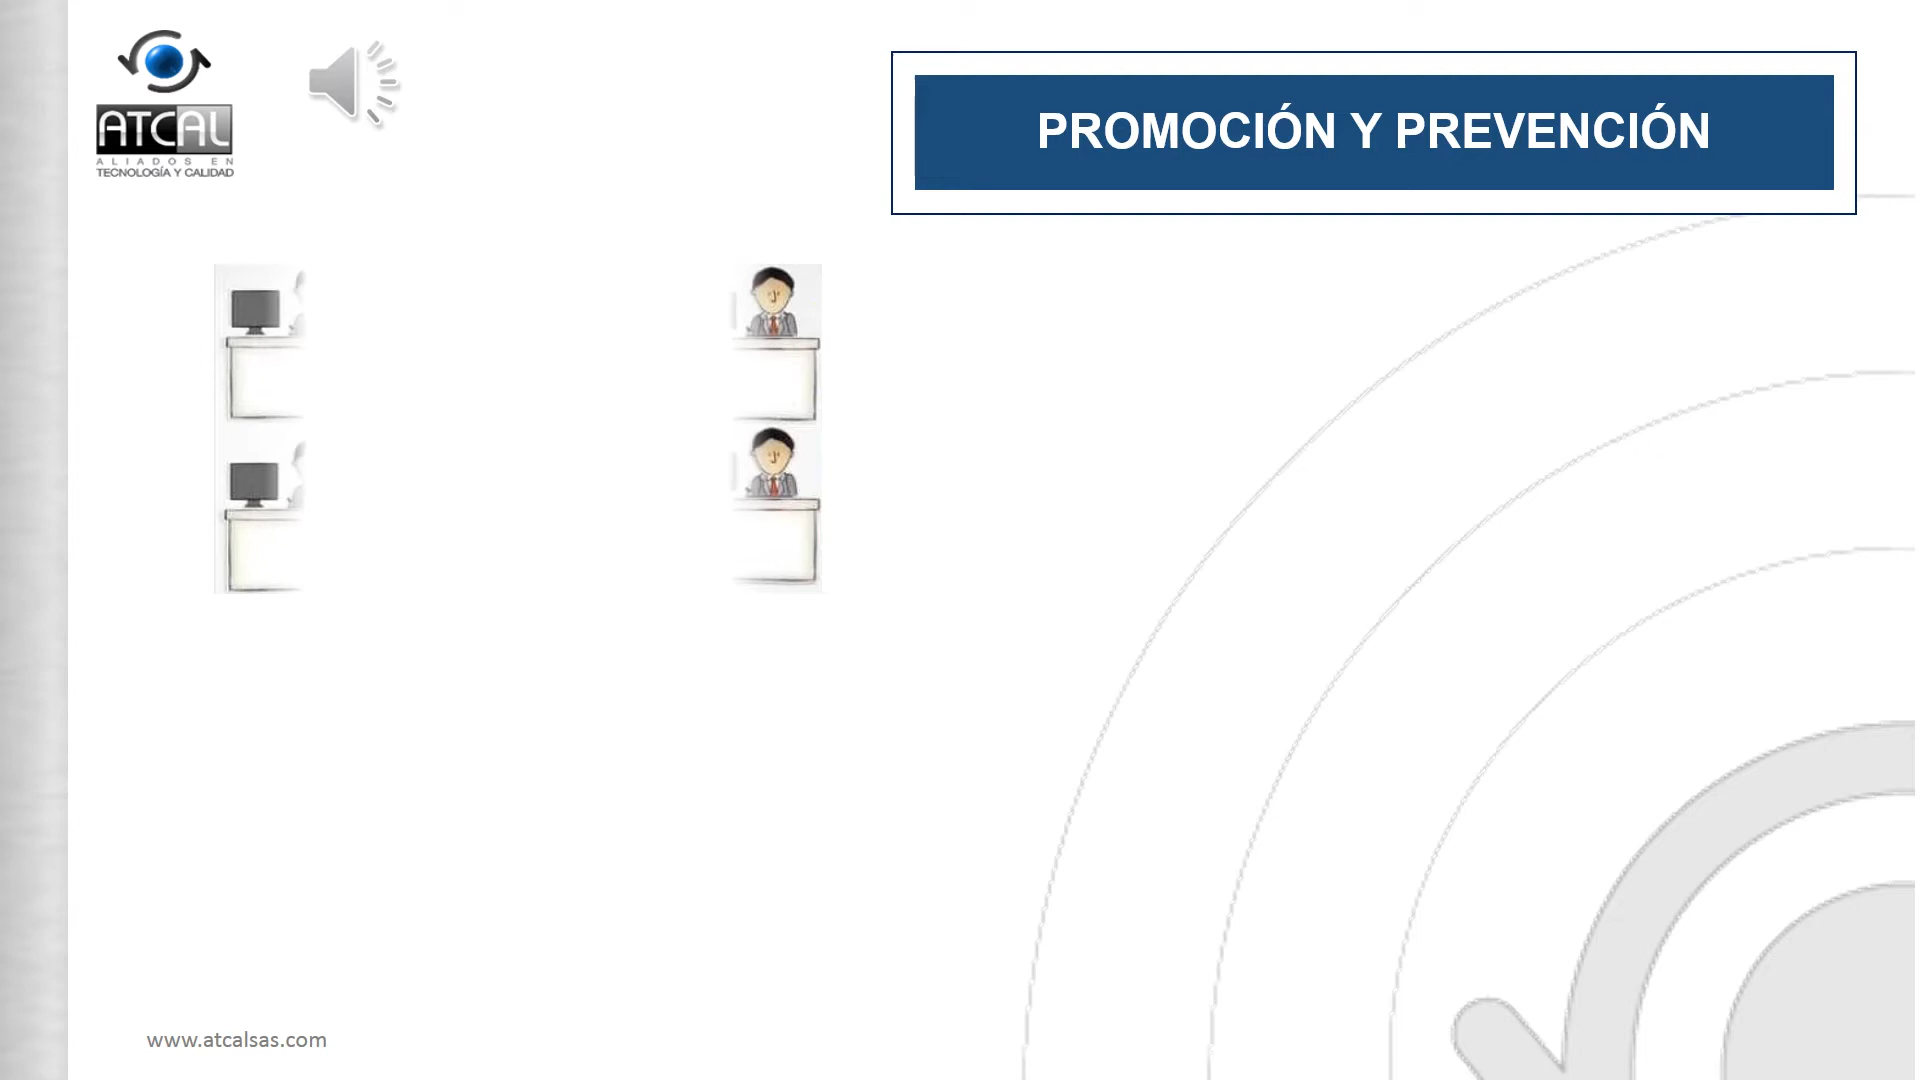 ATCAL
ALIADOS EN
TECNOLOGÍA Y CALIDAD
PROMOCIÓN Y PREVENCIÓN
www.atcalsas.com